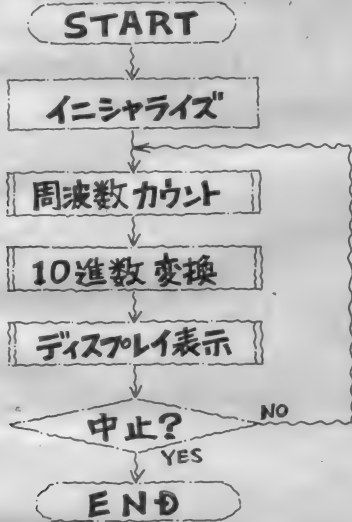 START
イニシャライズ
周波数カウント
10進数変換
ディスプレイ表示
中止?
NO
YES
END